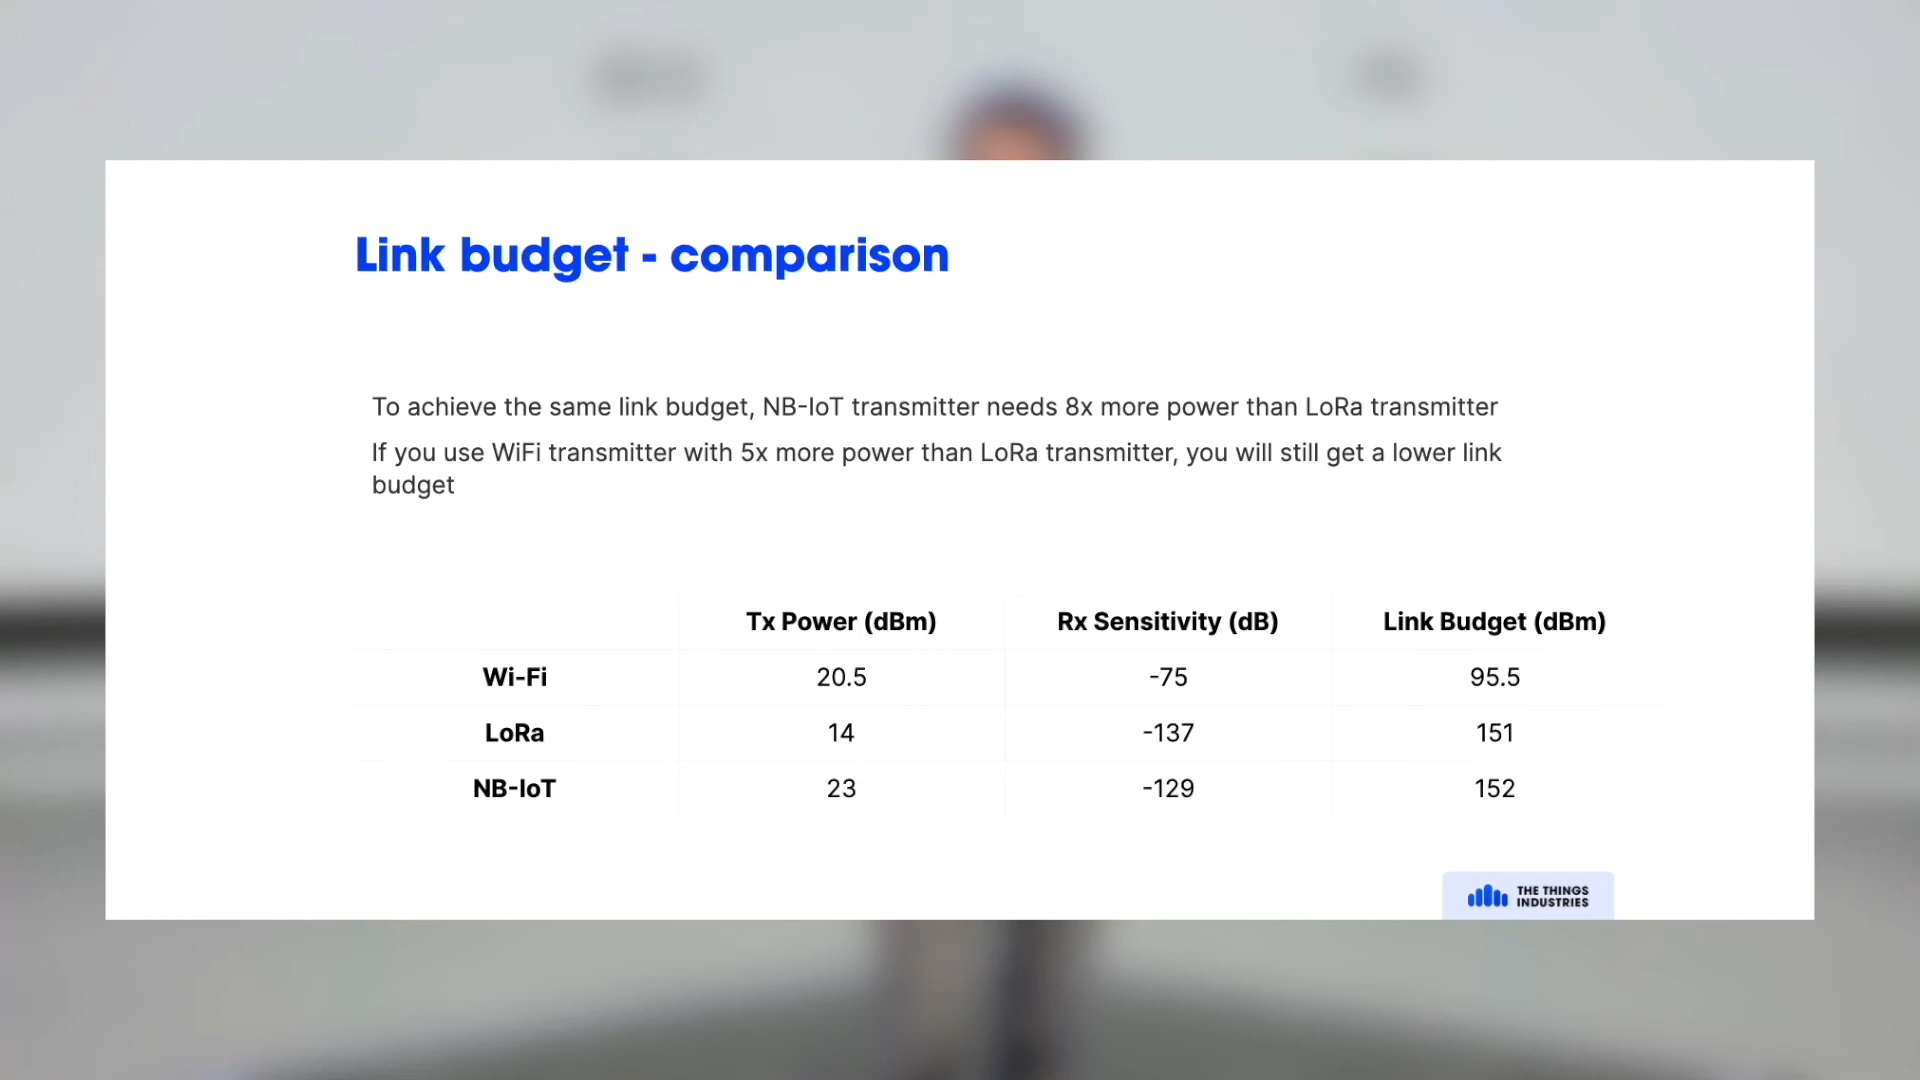 Link budget - comparison
To achieve the same link budget, NB-IoT transmitter needs 8x more power than LoRa transmitter
If you use WiFi transmitter with 5x more power than LoRa transmitter, you will still get a lower link
budget
Tx Power (dBm) Rx Sensitivity (dB) Link Budget (dBm)
Wi-Fi 20.5 -75 95.5
LoRa 14 -137 151
NB-IoT 23 -129 152
THE THINGS
INDUSTRIES